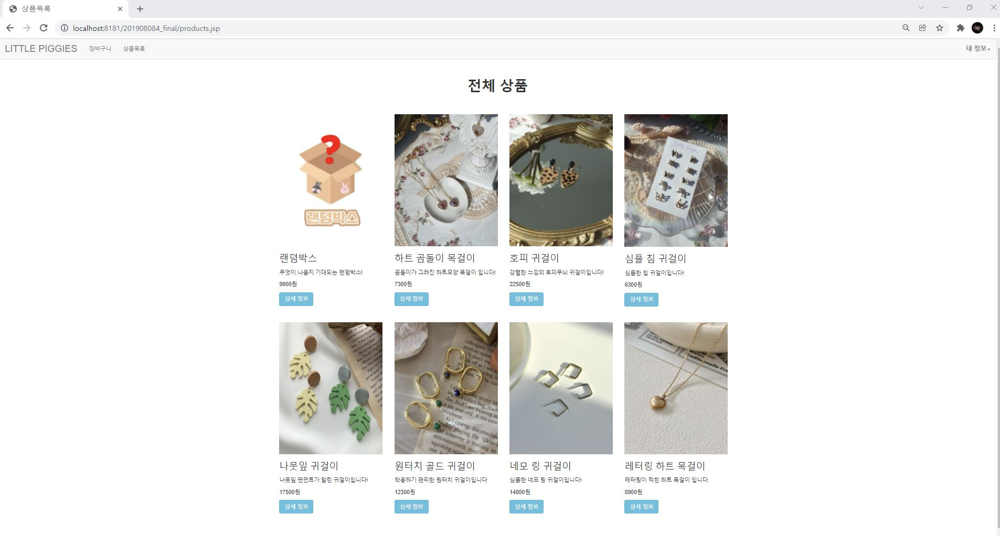 상품목록
localhost:8181/201908084_final/products.jsp
LITTLE PIGGIES 장바구니 상품목록 내 정보
전체 상품
랜덤박스
랜덤박스
무엇이 나올지 기대되는 랜덤박스!
9900원
상세 정보
하트 곰돌이 목걸이
곰돌이가 그려진 하트모양 목걸이 입니다!
7300원
상세 정보
호피 귀걸이
강렬한 느낌의 호피무늬 귀걸이입니다!
22500원
상세 정보
심플 침 귀걸이
심플한 침 귀걸이입니다!
6300원
상세 정보
나뭇잎 귀걸이
나뭇잎 팬던트가 달린 귀걸이입니다!
17500원
상세 정보
원터치 골드 귀걸이
착용하기 편리한 원터치 귀걸이입니다
12300원
상세 정보
네모 링 귀걸이
심플한 네모 링 귀걸이입니다!
14800원
상세 정보
레터링 하트 목걸이
레터링이 적힌 하트 목걸이 입니다.
8900원
상세 정보